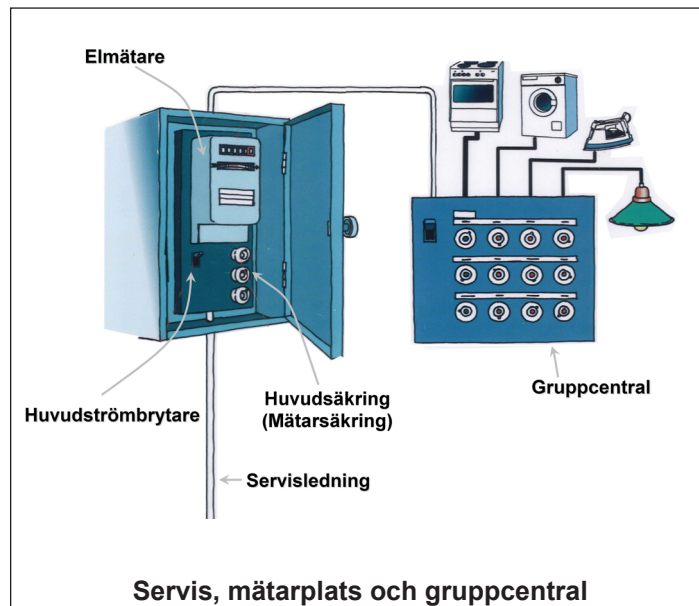 Elmätare
Huvudströmbrytare
Huvudsäkring
(Mätarsäkring)
Gruppcentral
Servisledning
Servis, mätarplats och gruppcentral